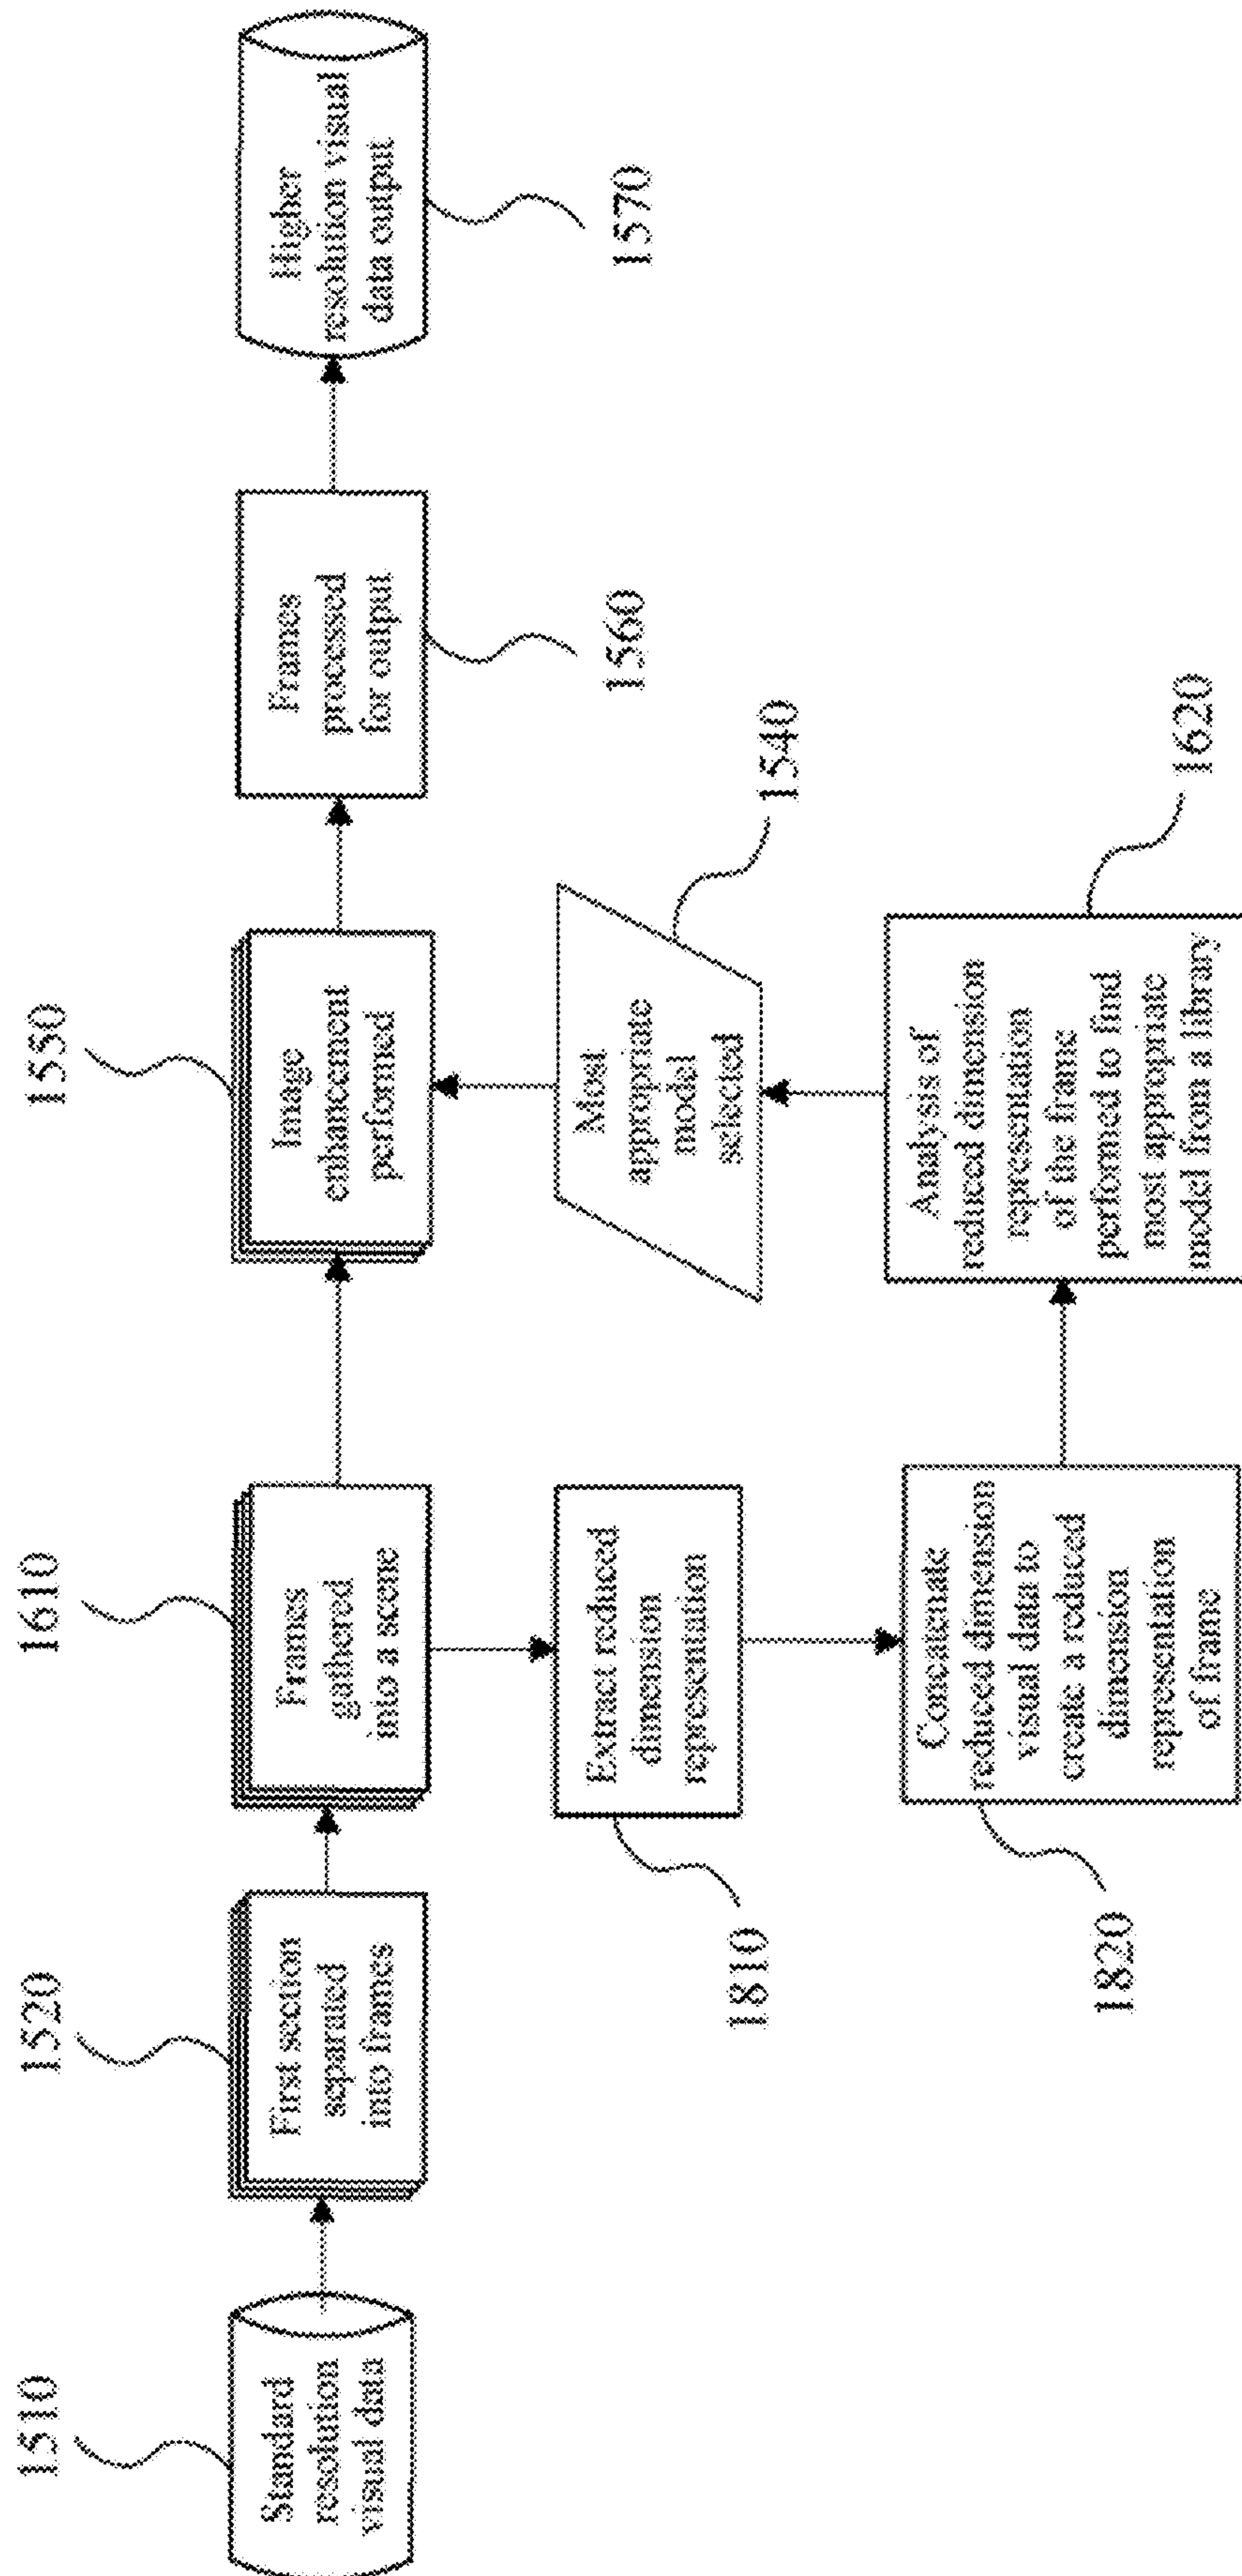 1510
Standard
resolution
visual data
1520
First section
separated
into frames
1610
Frames
gathered
into a scene
1550
Image
enhancement
performed
Frames
processed
for output
1560
Higher
resolution visual
data output
1570
Extract reduced
dimension
representation
1810
Most
appropriate
model
selected
1540
Concatenate
reduced dimension
visual data to
create a reduced
dimension
representation
of frame
1820
Analysis of
reduced dimension
representation
of the frame
performed to find
most appropriate
model from a library
1620